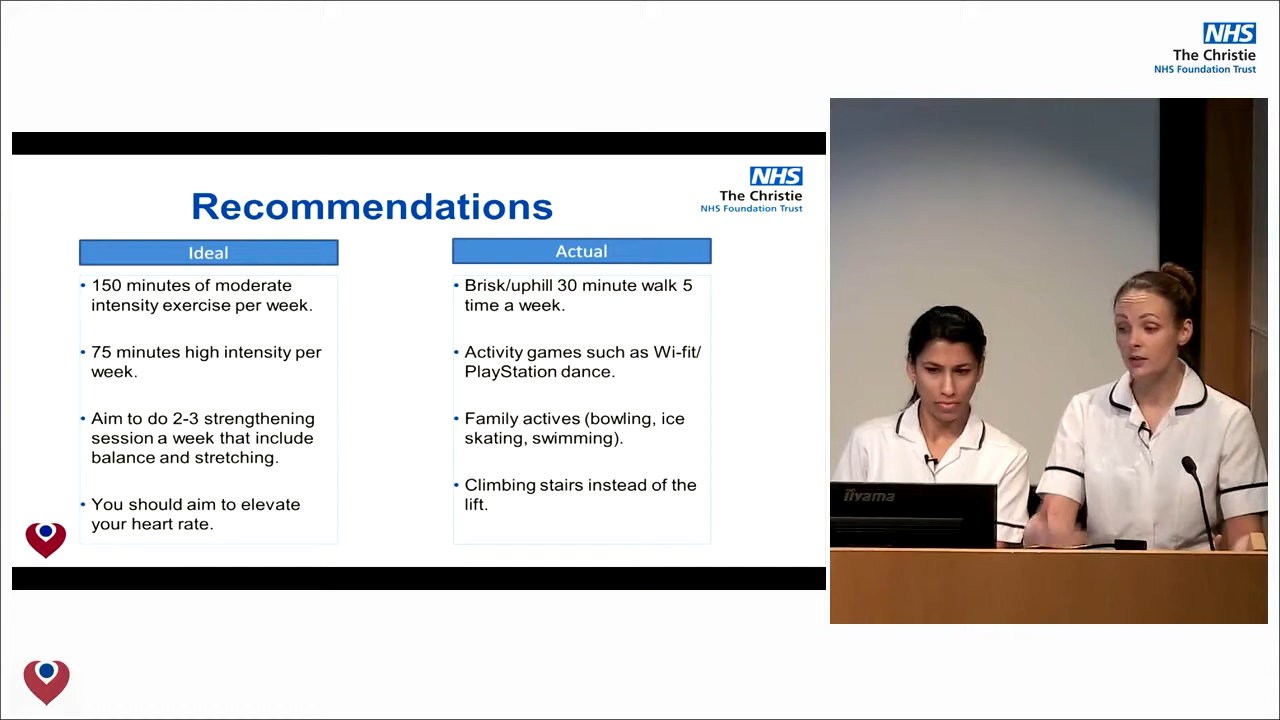 NHS
The Christie
NHS Foundation Trust
NHS
The Christie
NHS Foundation Trust
Recommendations
Ideal
• 150 minutes of moderate
intensity exercise per week.
• 75 minutes high intensity per
week.
• Aim to do 2-3 strengthening
session a week that include
balance and stretching.
• You should aim to elevate
your heart rate.
Actual
• Brisk/uphill 30 minute walk 5
time a week.
• Activity games such as Wi-fit/
PlayStation dance.
• Family actives (bowling, ice
skating, swimming).
• Climbing stairs instead of the
lift.
iiyama